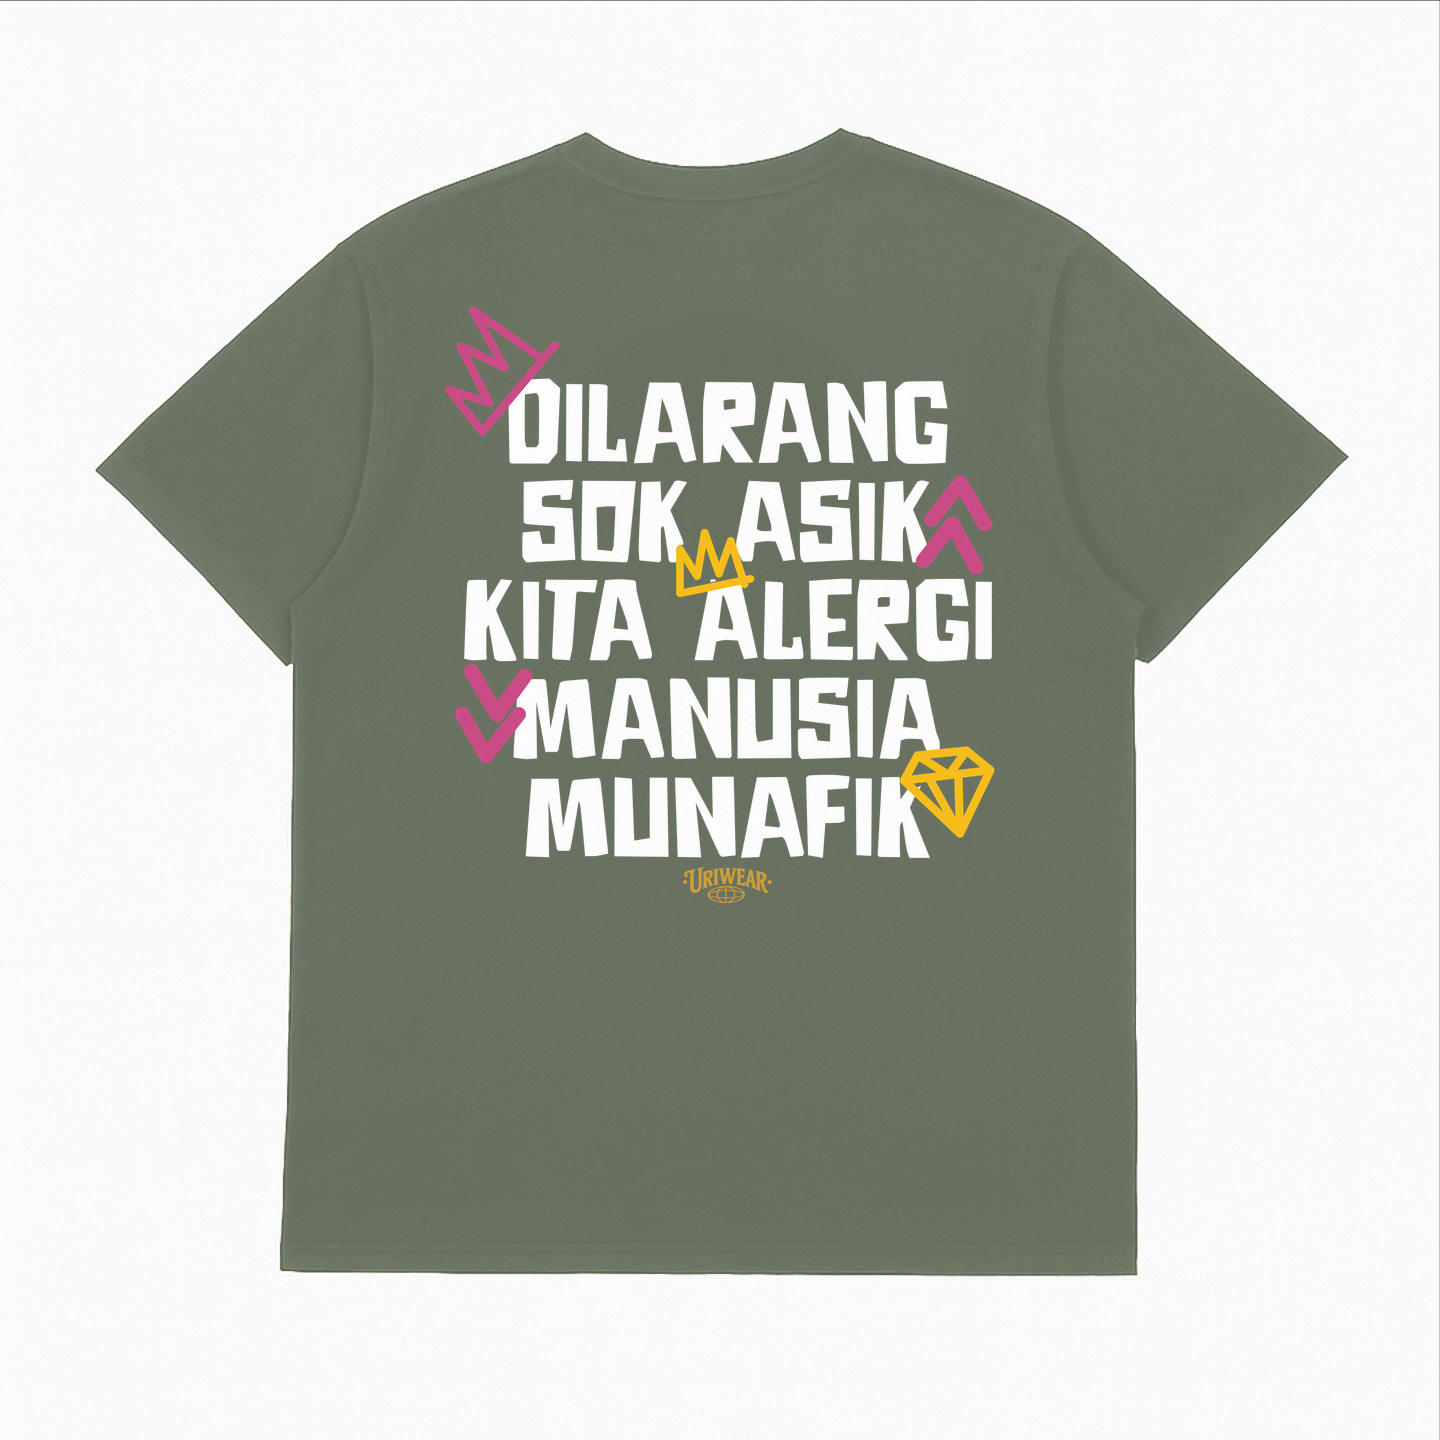 DILARANG
SOK ASIK
KITA ALERGI
MANUSIA
MUNAFIK
·URIWEAR·